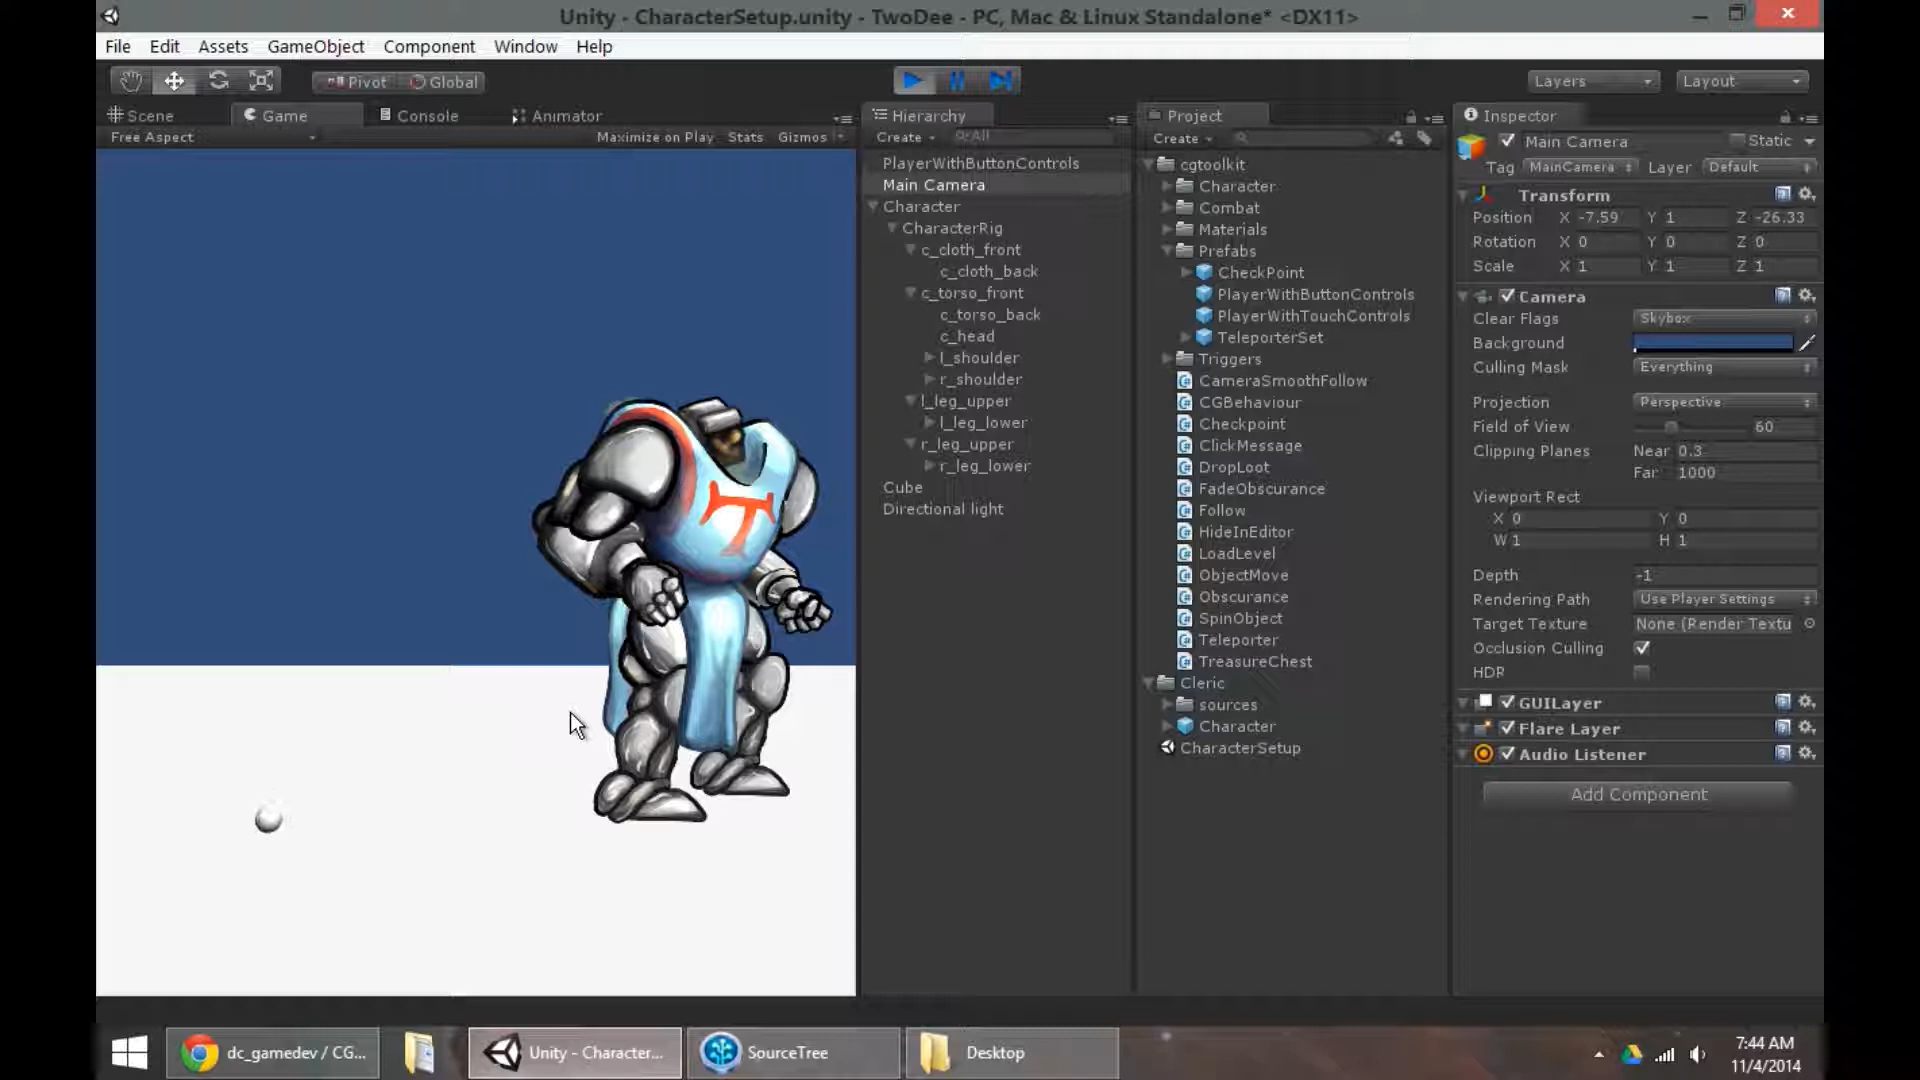 Unity - CharacterSetup.unity - TwoDee - PC, Mac & Linux Standalone* <DX11>
File Edit Assets GameObject Component Window Help
Pivot Global Layers Layout
Scene Game Console Animator
Free Aspect Maximize on Play Stats Gizmos
Hierarchy
Create All
PlayerWithButtonControls
Main Camera
Character
CharacterRig
c_cloth_front
c_cloth_back
c_torso_front
c_torso_back
c_head
l_shoulder
r_shoulder
l_leg_upper
l_leg_lower
r_leg_upper
r_leg_lower
Cube
Directional light
Project
Create
cgtoolkit
Character
Combat
Materials
Prefabs
CheckPoint
PlayerWithButtonControls
PlayerWithTouchControls
TeleporterSet
Triggers
CameraSmoothFollow
CGBehaviour
Checkpoint
ClickMessage
DropLoot
FadeObscurance
Follow
HideInEditor
LoadLevel
ObjectMove
Obscurance
SpinObject
Teleporter
TreasureChest
Cleric
sources
Character
CharacterSetup
Inspector
Main Camera Static
Tag MainCamera Layer Default
Transform
Position X -7.59 Y 1 Z -26.33
Rotation X 0 Y 0 Z 0
Scale X 1 Y 1 Z 1
Camera
Clear Flags Skybox
Background
Culling Mask Everything
Projection Perspective
Field of View 60
Clipping Planes Near 0.3
Far 1000
Viewport Rect
X 0 Y 0
W 1 H 1
Depth -1
Rendering Path Use Player Settings
Target Texture None (Render Textu
Occlusion Culling
HDR
GUILayer
Flare Layer
Audio Listener
Add Component
dc_gamedev / CG... Unity - Character... SourceTree Desktop
7:44 AM
11/4/2014